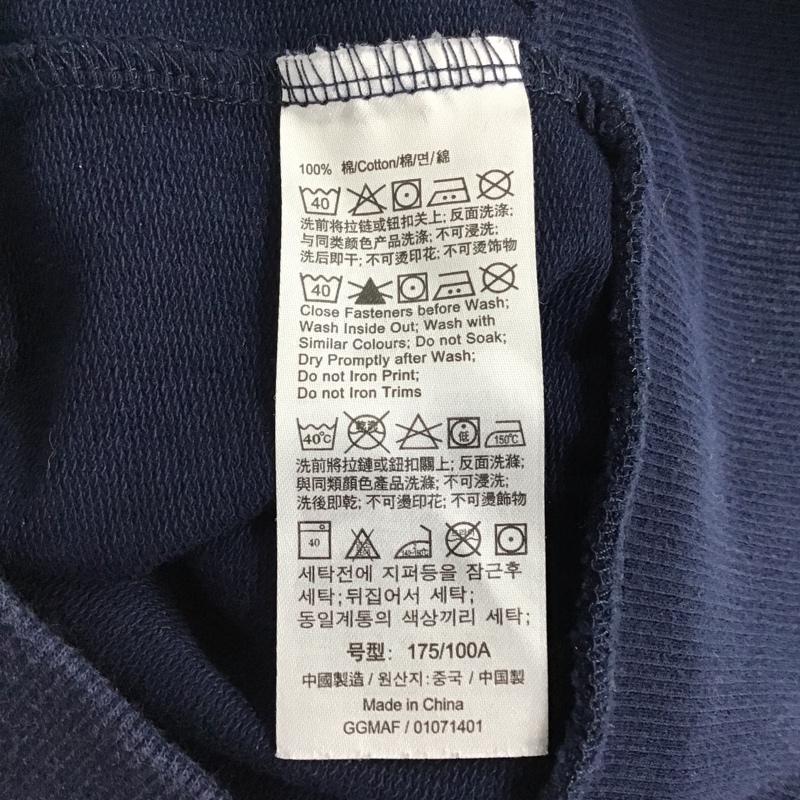 100% 棉/Cotton/棉/면/綿
40
洗前将拉链或钮扣关上; 反面洗涤;
与同类颜色产品洗涤; 不可浸洗;
洗后即干; 不可烫印花; 不可烫饰物
40
Close Fasteners before Wash;
Wash Inside Out; Wash with
Similar Colours; Do not Soak;
Dry Promptly after Wash;
Do not Iron Print;
Do not Iron Trims
40℃ 乾洗 低 150℃
洗前將拉鏈或鈕扣關上; 反面洗滌;
與同類顏色產品洗滌; 不可浸洗;
洗後即乾; 不可燙印花; 不可燙飾物
40
세탁전에 지퍼등을 잠근후
세탁;뒤집어서 세탁;
동일계통의 색상끼리 세탁;
号型: 175/100A
中國製造 / 원산지:중국 / 中国製
Made in China
GGMAF / 01071401